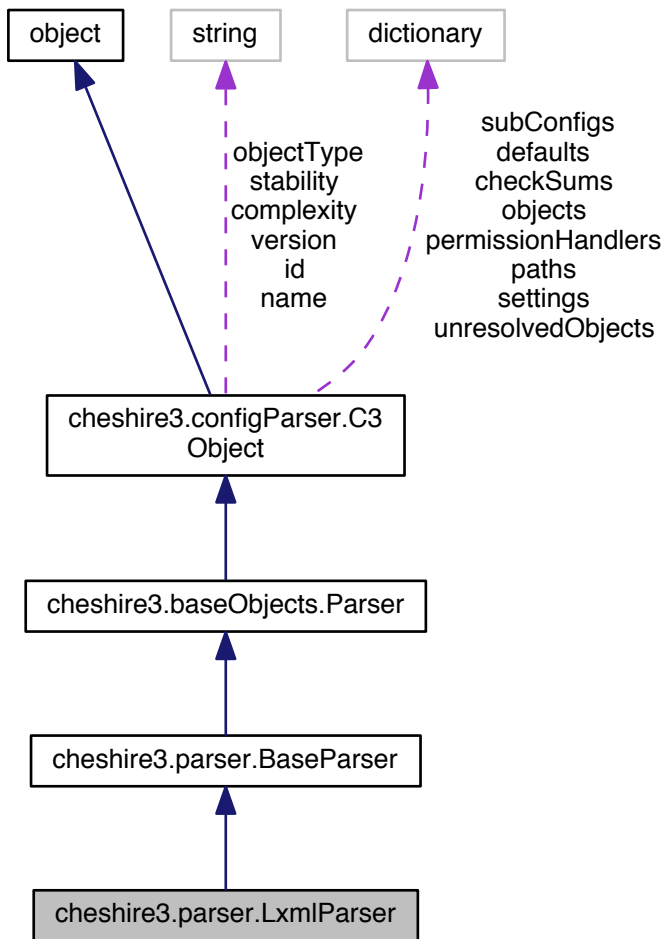 object
string
dictionary
objectType
stability
complexity
version
id
name
subConfigs
defaults
checkSums
objects
permissionHandlers
paths
settings
unresolvedObjects
cheshire3.configParser.C3
Object
cheshire3.baseObjects.Parser
cheshire3.parser.BaseParser
cheshire3.parser.LxmlParser